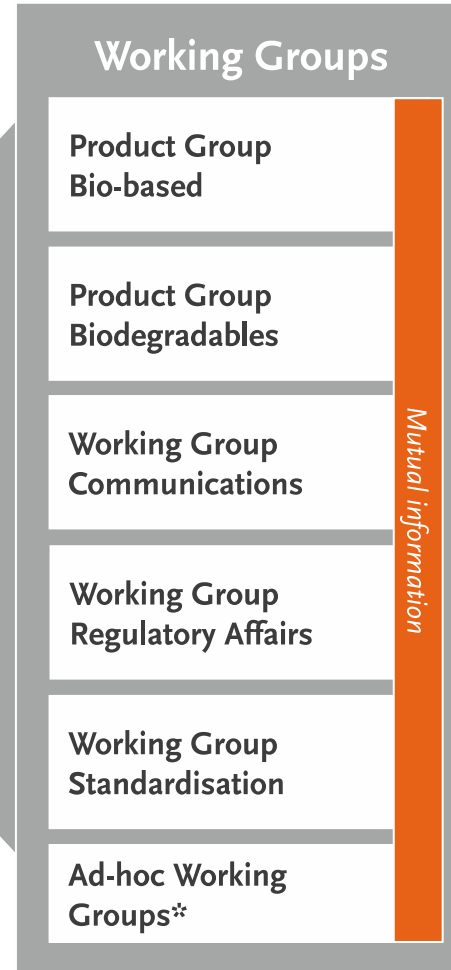 Working Groups
Product Group
Bio-based
Product Group
Biodegradables
Working Group
Communications
Working Group
Regulatory Affairs
Working Group
Standardisation
Ad-hoc Working
Groups*
Mutual information